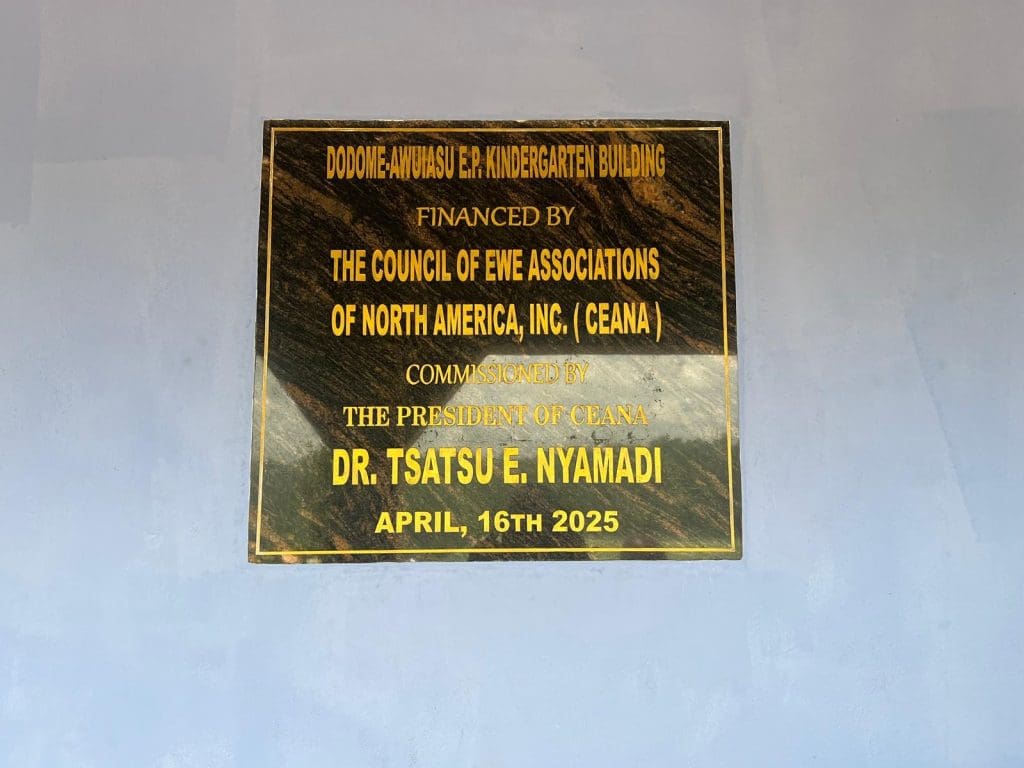 DODOME-AWUIASU E.P. KINDERGARTEN BUILDING
FINANCED BY
THE COUNCIL OF EWE ASSOCIATIONS
OF NORTH AMERICA, INC. ( CEANA )
COMMISSIONED BY
THE PRESIDENT OF CEANA
DR. TSATSU E. NYAMADI
APRIL, 16TH 2025